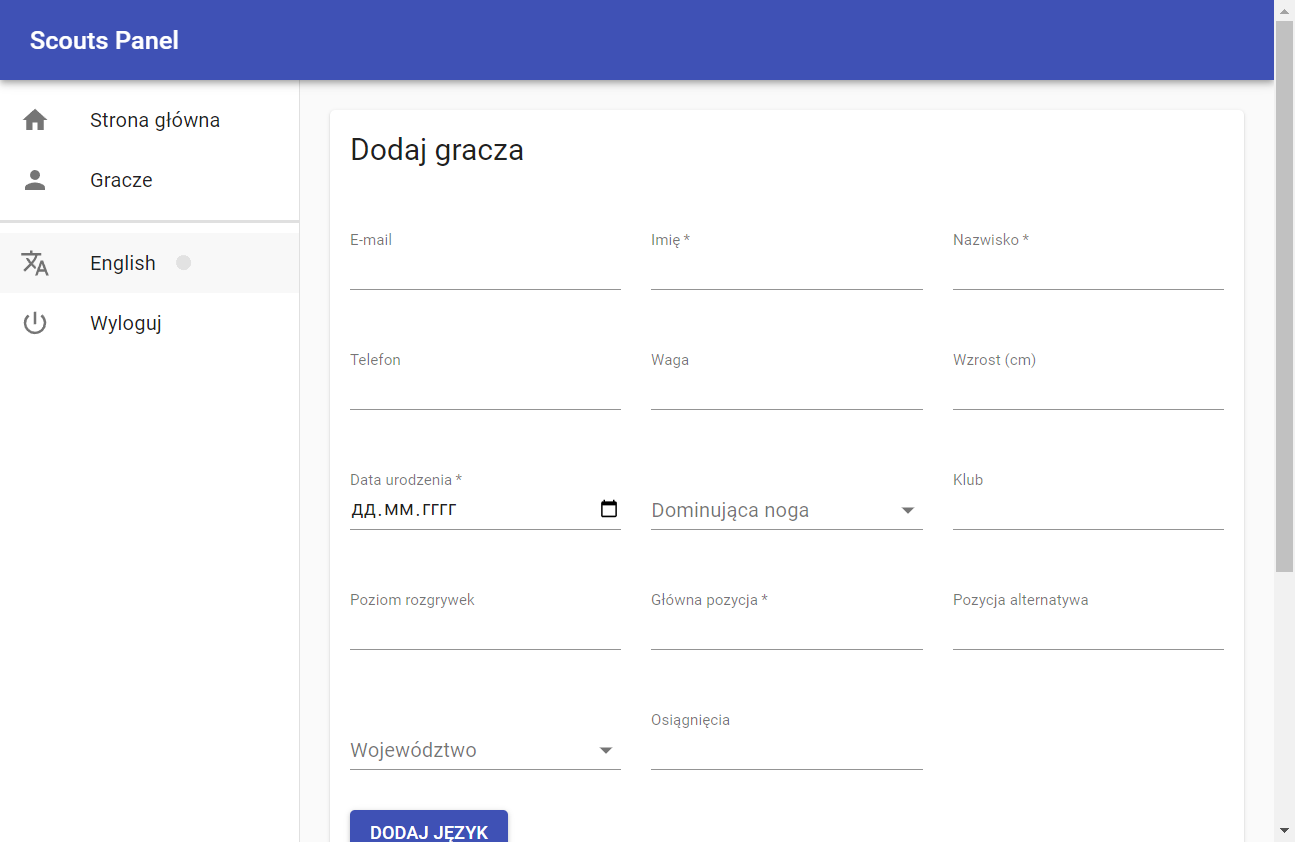 Scouts Panel
Strona główna
Gracze
English
Wyloguj
Dodaj gracza
E-mail
Imię *
Nazwisko *
Telefon
Waga
Wzrost (cm)
Data urodzenia *
ДД.ММ.ГГГГ
Dominująca noga
Klub
Poziom rozgrywek
Główna pozycja *
Pozycja alternatywa
Województwo
Osiągnięcia
DODAJ JĘZYK